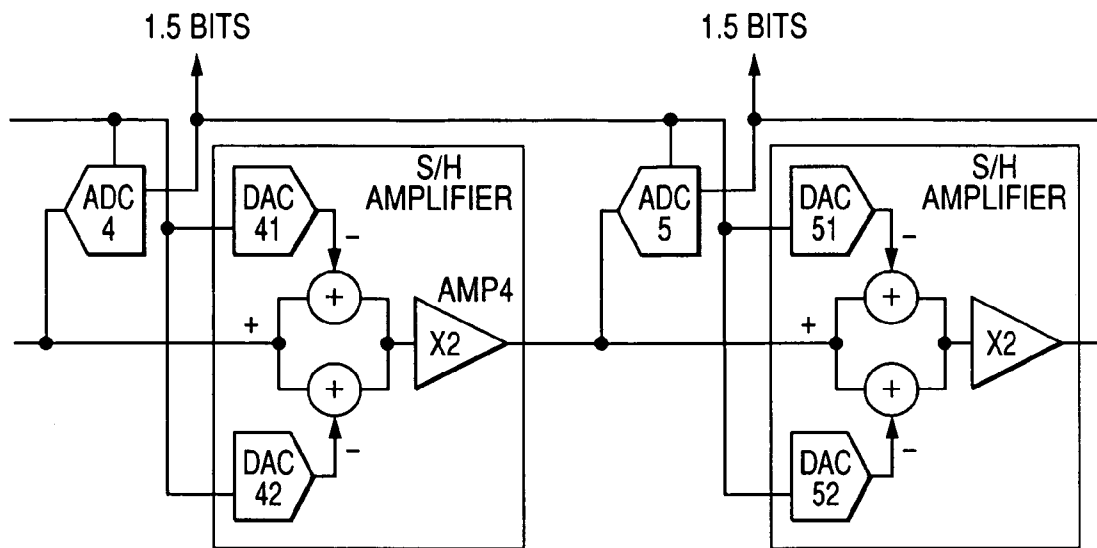 1.5 BITS
1.5 BITS
ADC
4
DAC
41
S/H
AMPLIFIER
−
+
+
AMP4
X2
+
−
DAC
42
ADC
5
DAC
51
S/H
AMPLIFIER
−
+
+
X2
+
−
DAC
52